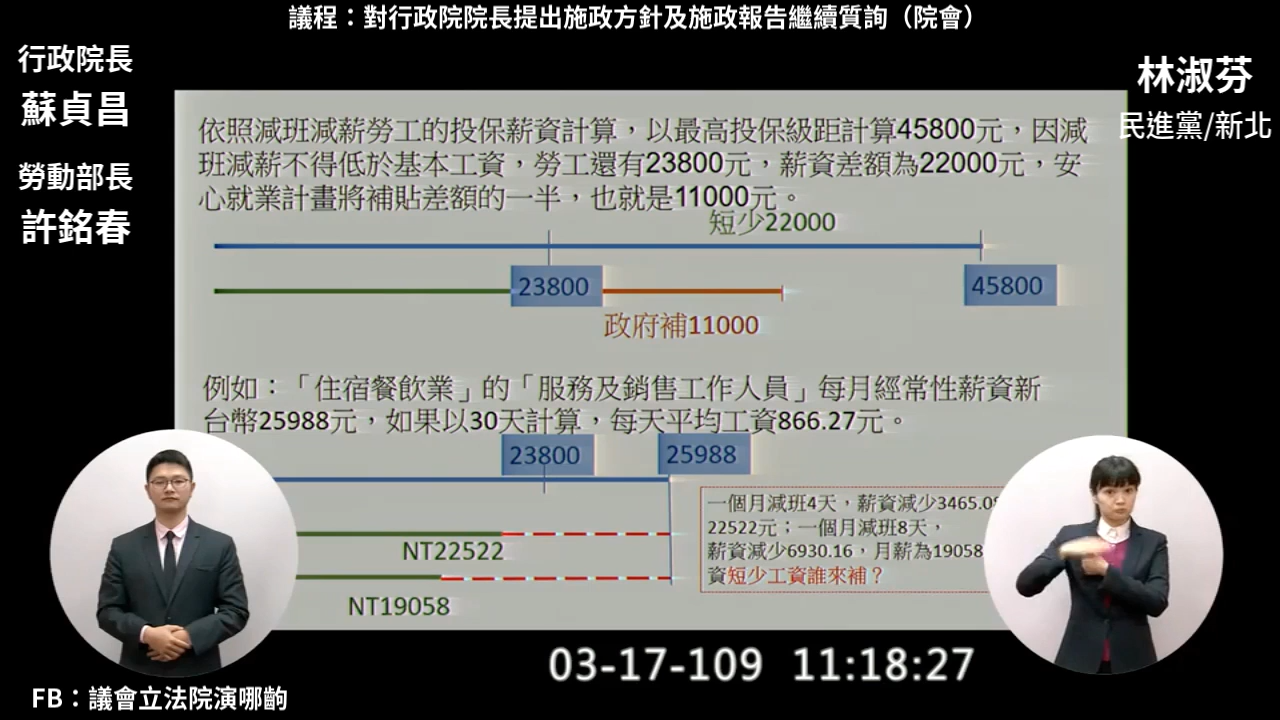 議程：對行政院院長提出施政方針及施政報告繼續質詢（院會）
行政院長
蘇貞昌
勞動部長
許銘春
林淑芬
民進黨/新北
依照減班減薪勞工的投保薪資計算，以最高投保級距計算45800元，因減
班減薪不得低於基本工資，勞工還有23800元，薪資差額為22000元，安
心就業計畫將補貼差額的一半，也就是11000元。
短少22000
23800
45800
政府補11000
例如：「住宿餐飲業」的「服務及銷售工作人員」每月經常性薪資新
台幣25988元，如果以30天計算，每天平均工資866.27元。
23800
25988
一個月減班4天，薪資減少3465.0
22522元；一個月減班8天，
薪資減少6930.16，月薪為19058
資短少工資誰來補？
NT22522
NT19058
03-17-109 11:18:27
FB：議會立法院演哪齣